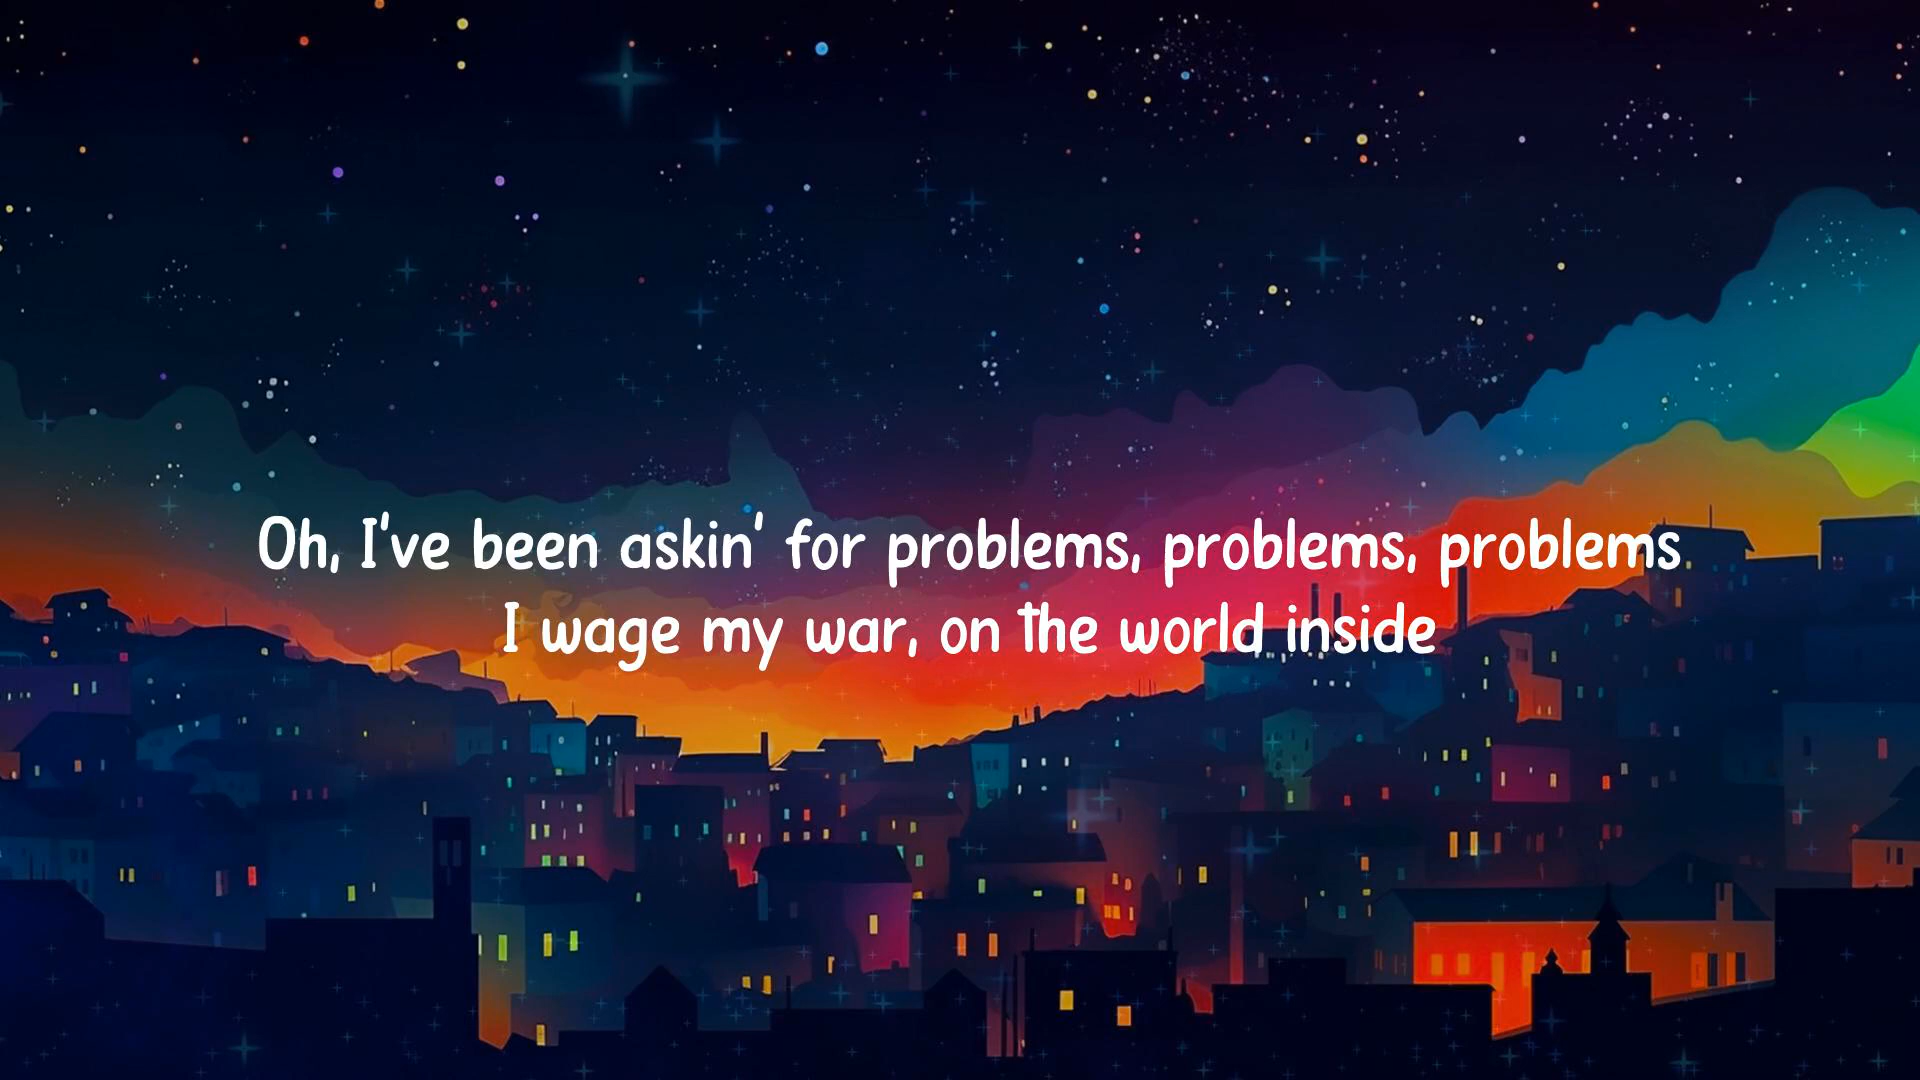 Oh, I've been askin' for problems, problems, problems
I wage my war, on the world inside